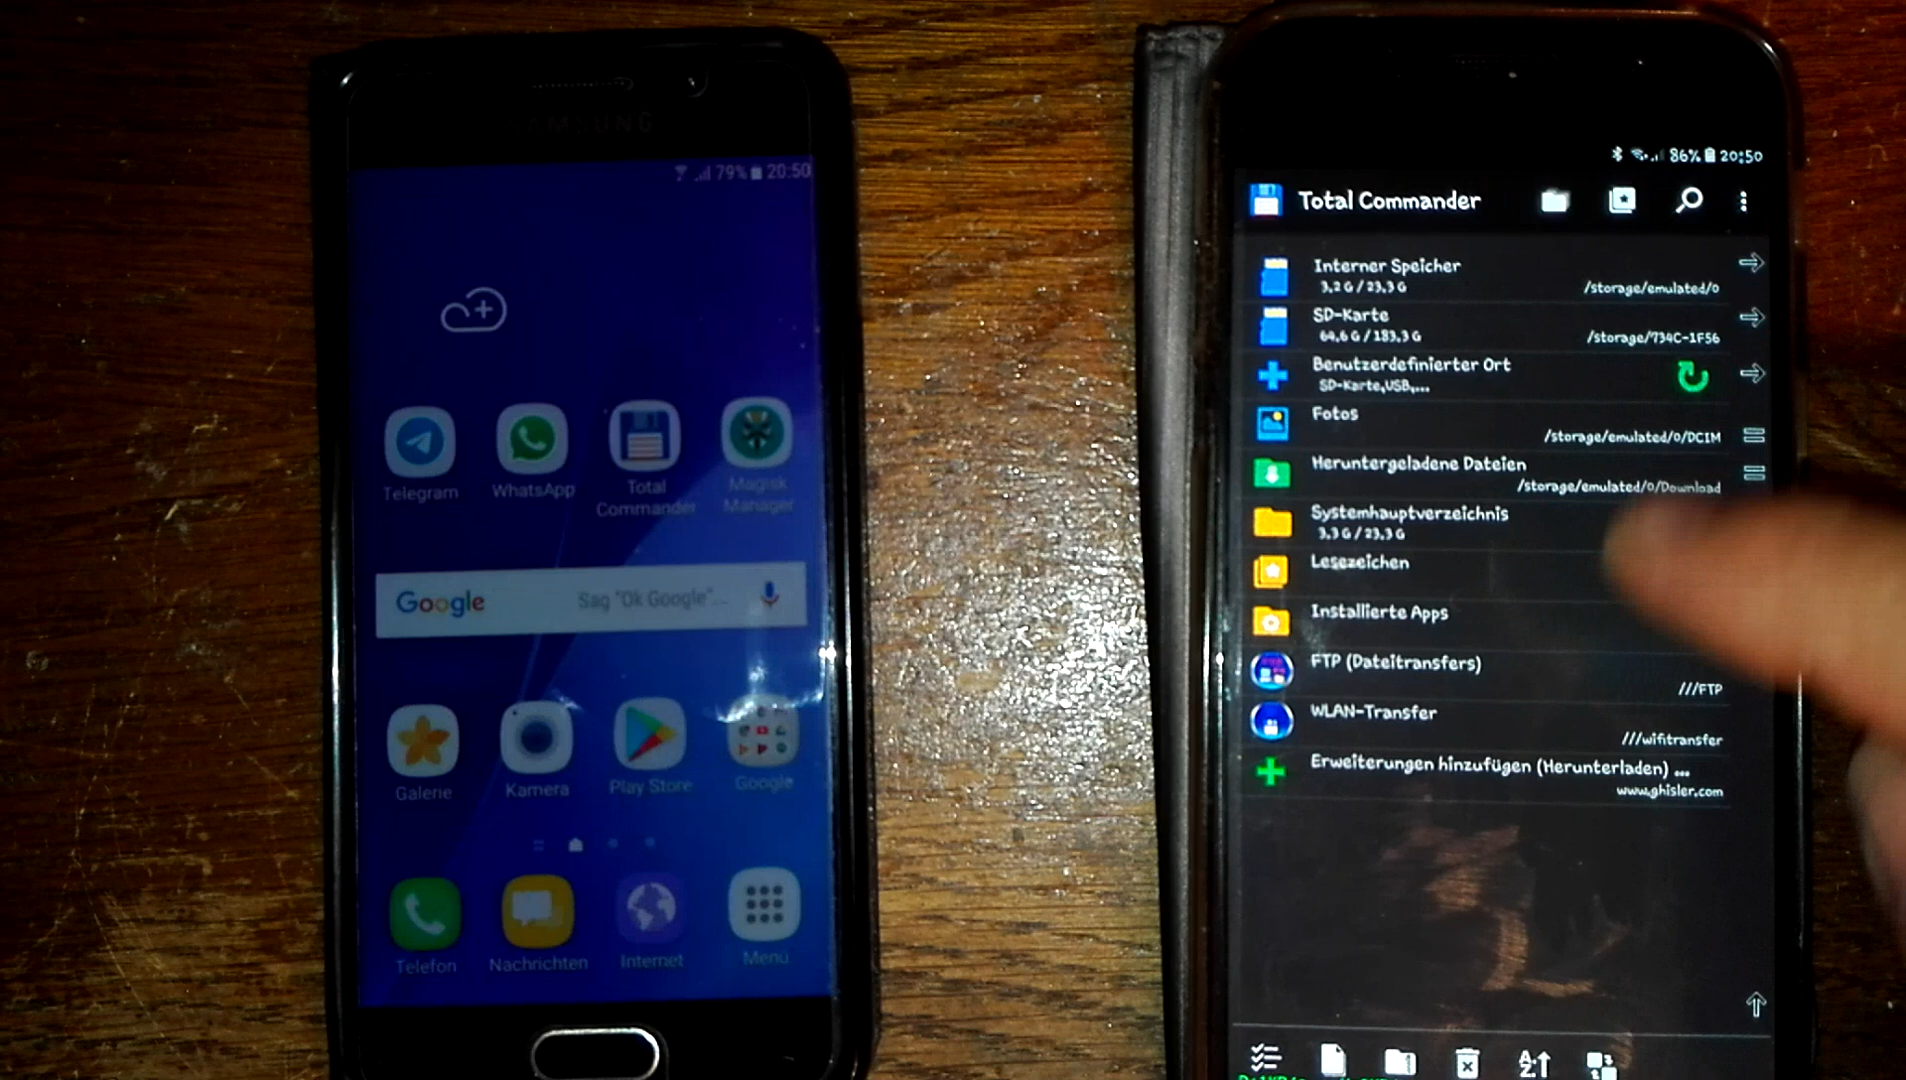 SAMSUNG
79% 20:50
Telegram
WhatsApp
Total
Commander
Magisk
Manager
Google
Sag "Ok Google"...
Galerie
Kamera
Play Store
Google
Telefon
Nachrichten
Internet
Menü
86% 20:50
Total Commander
Interner Speicher
3,2 G / 23,3 G
/storage/emulated/0
SD-Karte
64,6 G / 183,3 G
/storage/734C-1F56
Benutzerdefinierter Ort
SD-Karte,USB,...
Fotos
/storage/emulated/0/DCIM
Heruntergeladene Dateien
/storage/emulated/0/Download
Systemhauptverzeichnis
3,3 G / 23,3 G
Lesezeichen
Installierte Apps
FTP (Dateitransfers)
///FTP
WLAN-Transfer
///wifitransfer
Erweiterungen hinzufügen (Herunterladen) ...
www.ghisler.com